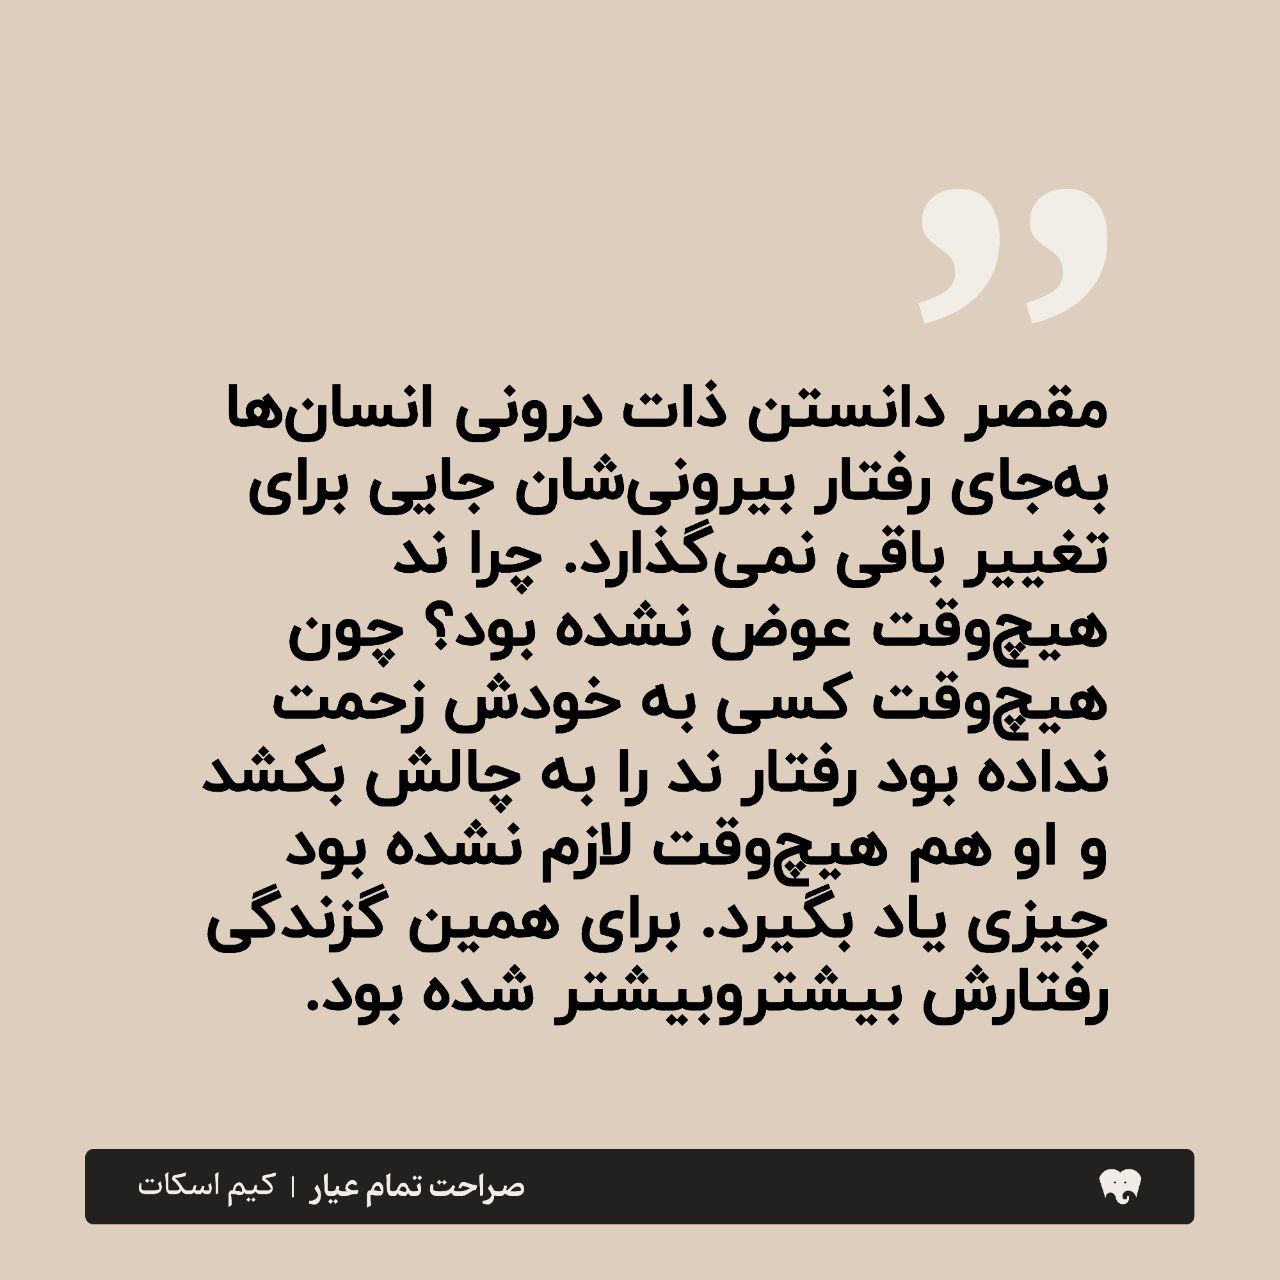 ”
مقصر دانستن ذات درونی انسان‌ها
به‌جای رفتار بیرونی‌شان جایی برای
تغییر باقی نمی‌گذارد. چرا ند
هیچ‌وقت عوض نشده بود؟ چون
هیچ‌وقت کسی به خودش زحمت
نداده بود رفتار ند را به چالش بکشد
و او هم هیچ‌وقت لازم نشده بود
چیزی یاد بگیرد. برای همین گزندگی
رفتارش بیشتروبیشتر شده بود.
صراحت تمام عیار | کیم اسکات